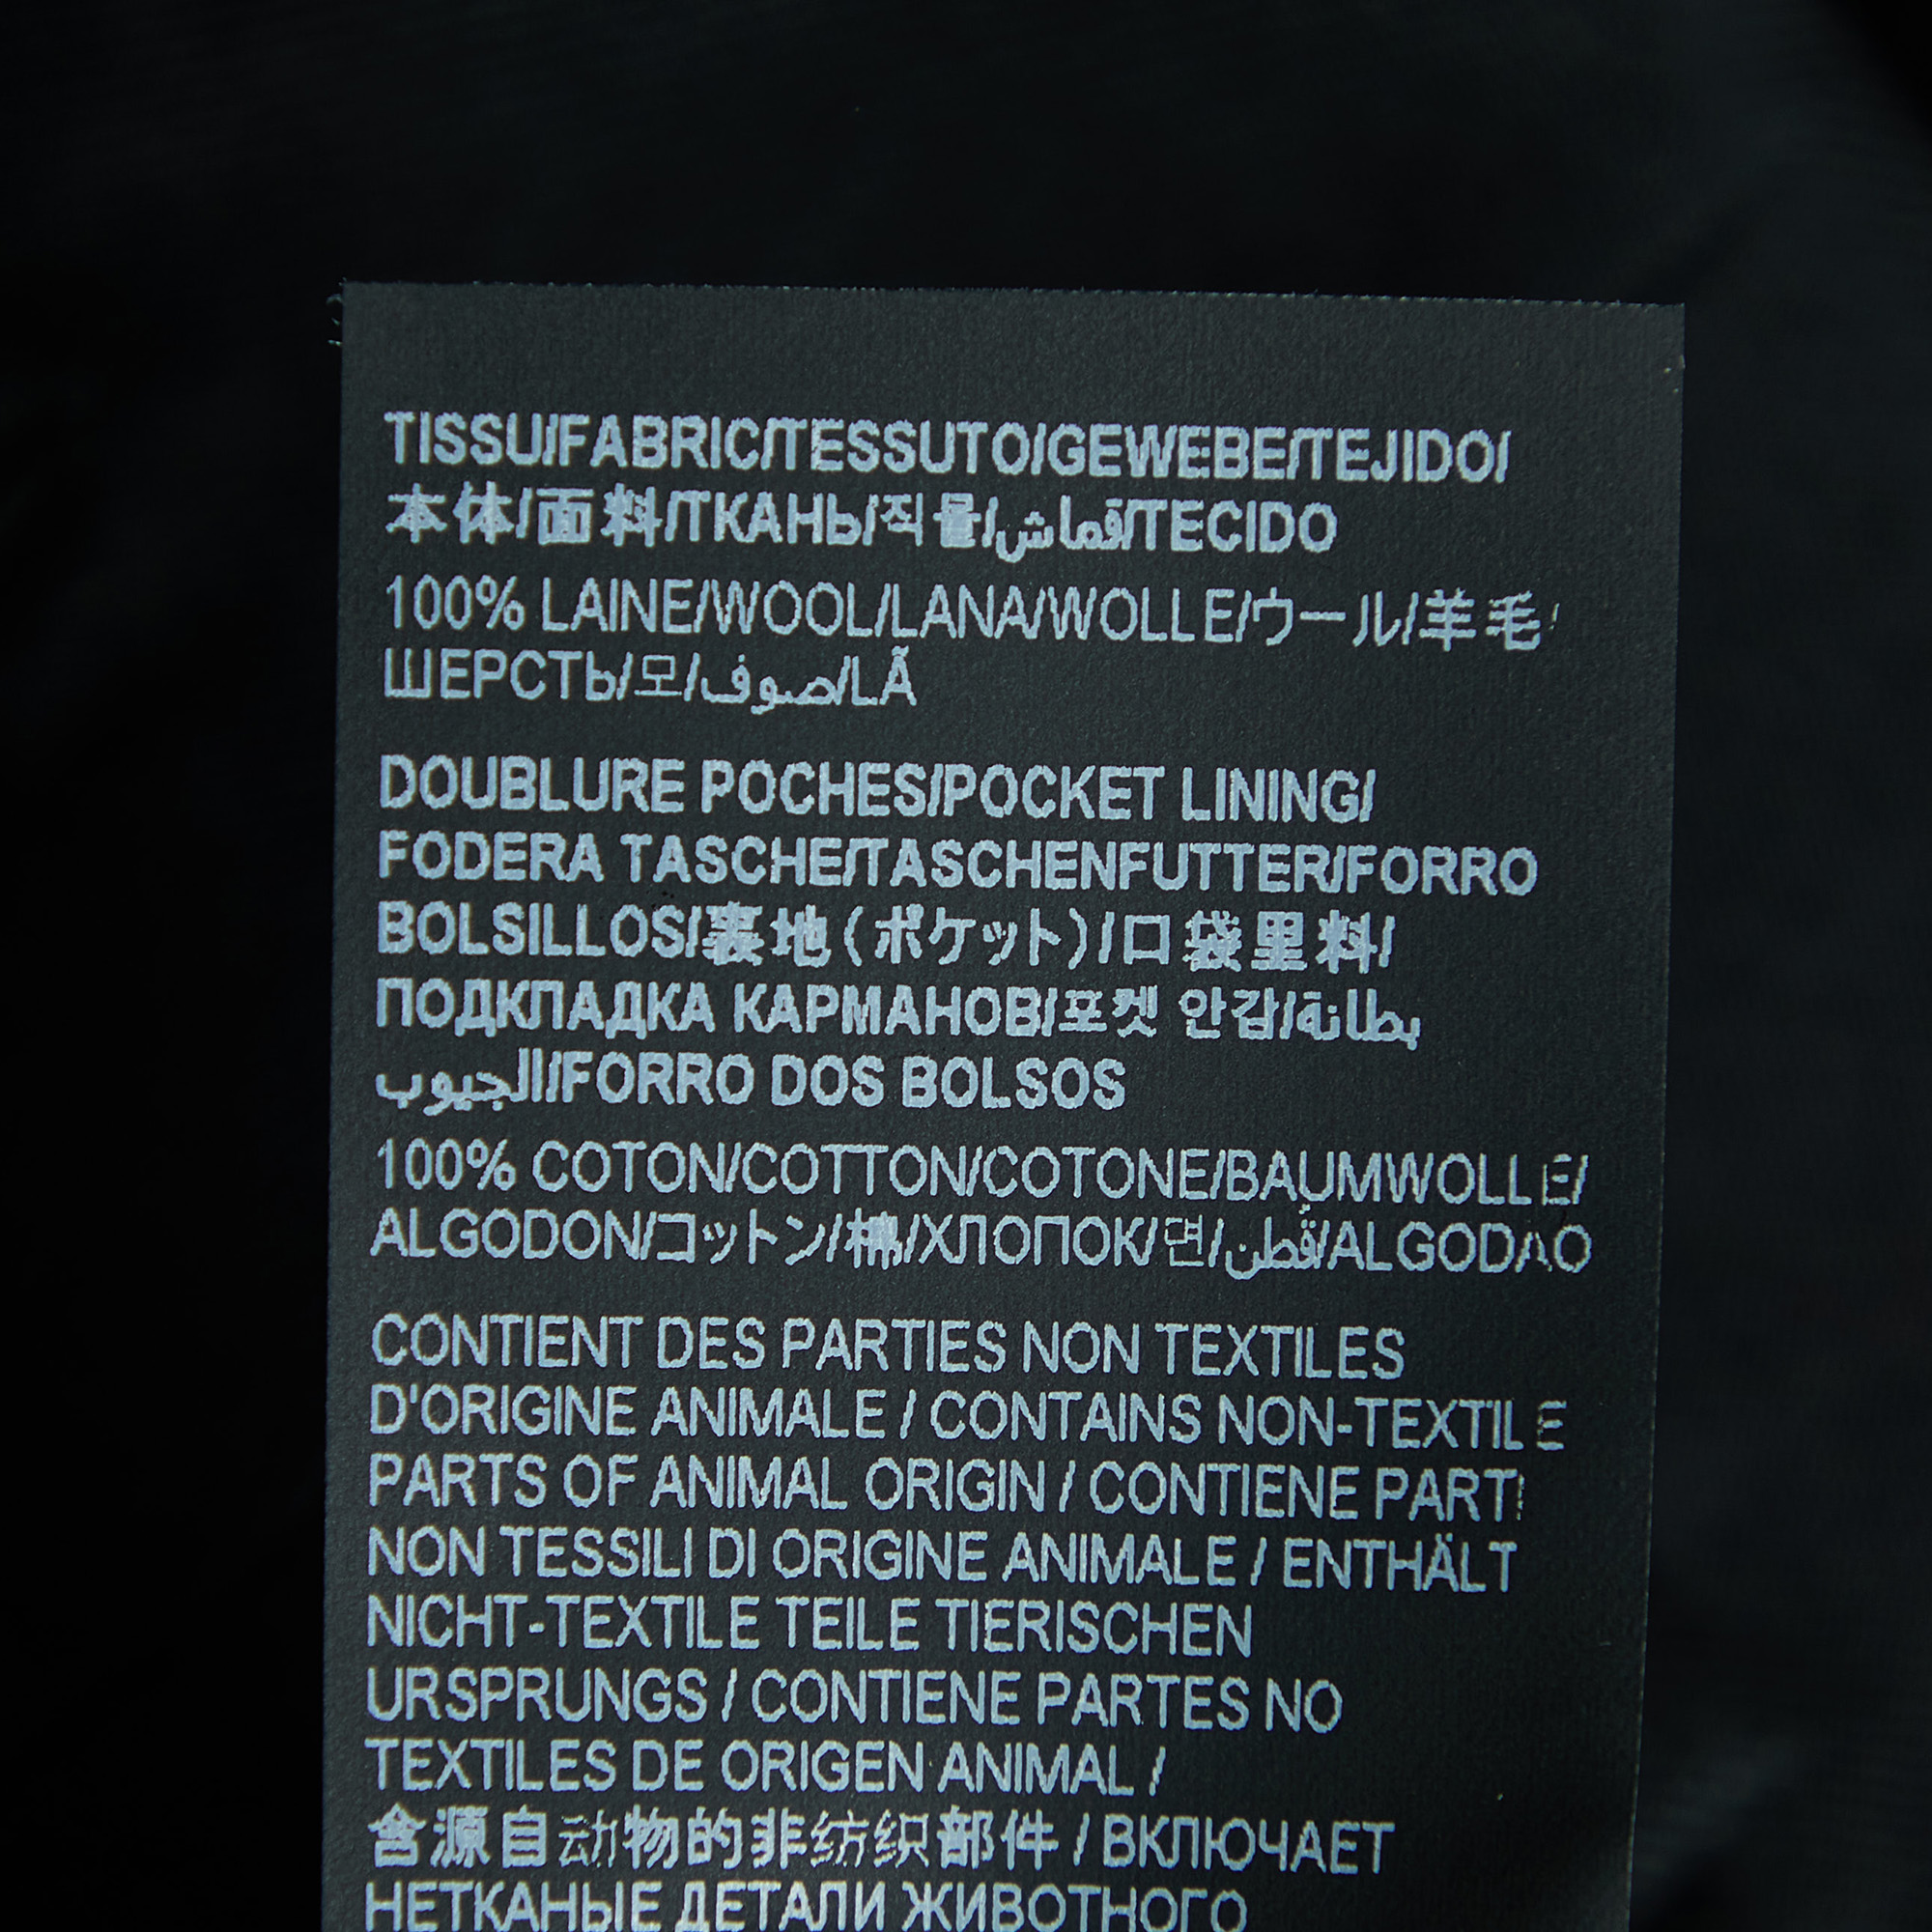 TISSU/FABRIC/TESSUTO/GEWEBE/TEJIDO/
本体/面料/ТКАНЬ/직물/قماش/TECIDO
100% LAINE/WOOL/LANA/WOLLE/ウール/羊毛/
ШЕРСТЬ/모/صوف/LÃ
DOUBLURE POCHES/POCKET LINING/
FODERA TASCHE/TASCHENFUTTER/FORRO
BOLSILLOS/裏地(ポケット)/口袋里料/
ПОДКЛАДКА КАРМАНОВ/포켓 안감/بطانة
الجيوب/FORRO DOS BOLSOS
100% COTON/COTTON/COTONE/BAUMWOLLE/
ALGODON/コットン/棉/ХЛОПОК/면/قطن/ALGODAO
CONTIENT DES PARTIES NON TEXTILES
D'ORIGINE ANIMALE / CONTAINS NON-TEXTILE
PARTS OF ANIMAL ORIGIN / CONTIENE PARTI
NON TESSILI DI ORIGINE ANIMALE / ENTHÄLT
NICHT-TEXTILE TEILE TIERISCHEN
URSPRUNGS / CONTIENE PARTES NO
TEXTILES DE ORIGEN ANIMAL /
含源自动物的非纺织部件 / ВКЛЮЧАЕТ
НЕТКАНЫЕ ДЕТАЛИ ЖИВОТНОГО